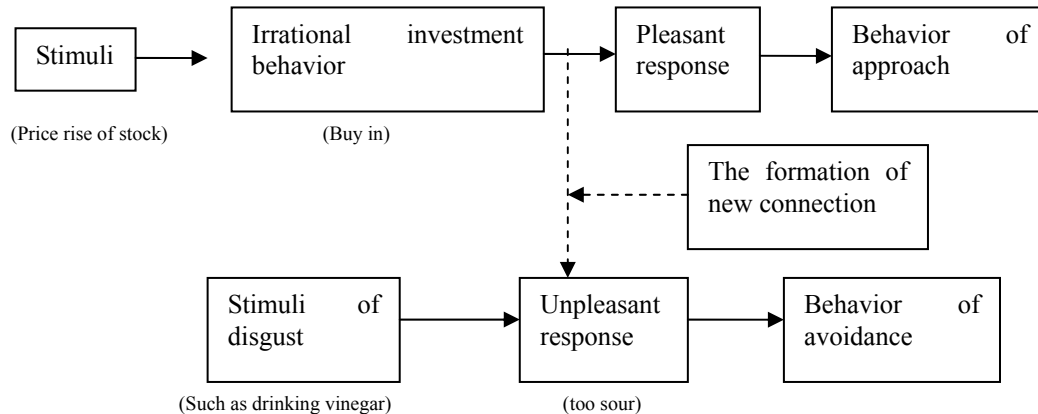 Stimuli
Irrational investment
behavior
Pleasant
response
Behavior of
approach
(Price rise of stock)
(Buy in)
The formation of
new connection
Stimuli of
disgust
Unpleasant
response
Behavior of
avoidance
(Such as drinking vinegar)
(too sour)